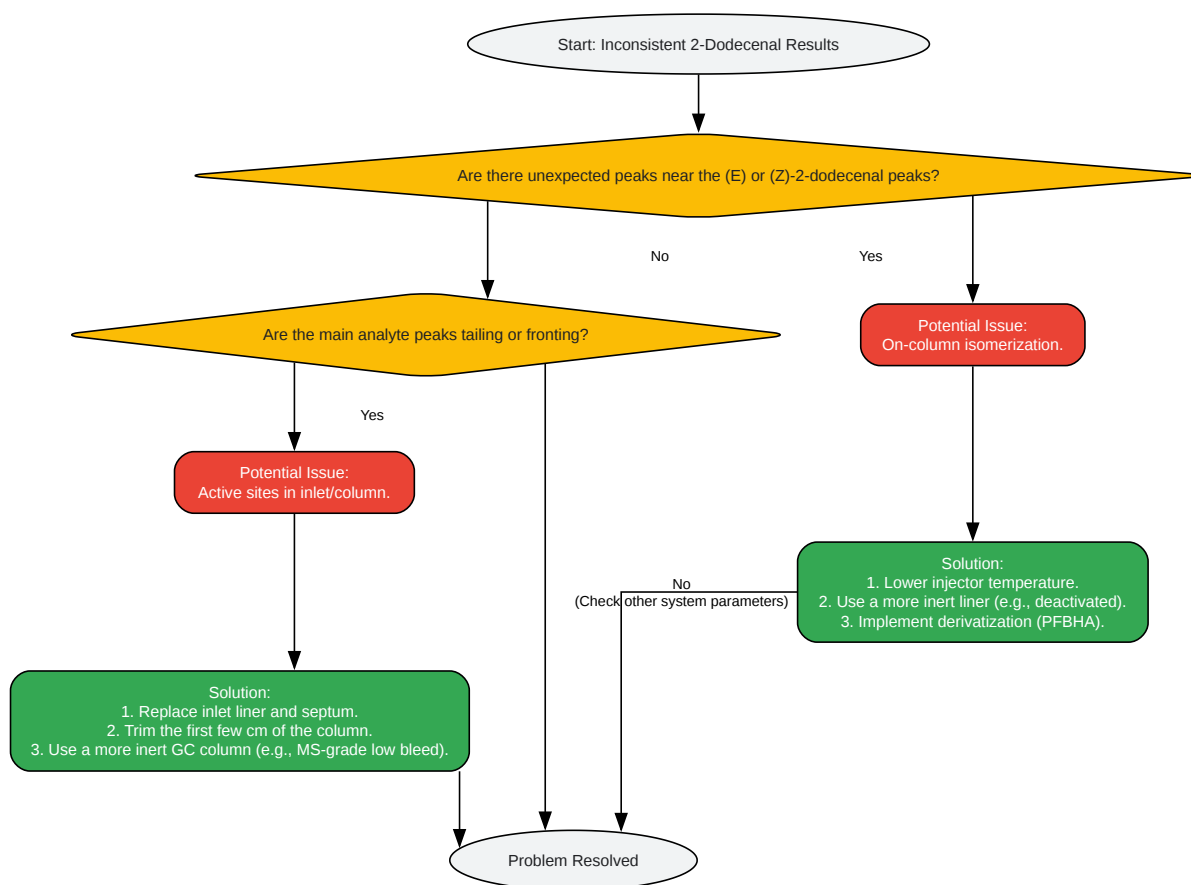 Start: Inconsistent 2-Dodecenal Results
Are there unexpected peaks near the (E) or (Z)-2-dodecenal peaks?
No
Yes
Are the main analyte peaks tailing or fronting?
Potential Issue:
On-column isomerization.
Yes
Potential Issue:
Active sites in inlet/column.
Solution:
1. Lower injector temperature.
2. Use a more inert liner (e.g., deactivated).
3. Implement derivatization (PFBHA).
No
(Check other system parameters)
Solution:
1. Replace inlet liner and septum.
2. Trim the first few cm of the column.
3. Use a more inert GC column (e.g., MS-grade low bleed).
Problem Resolved